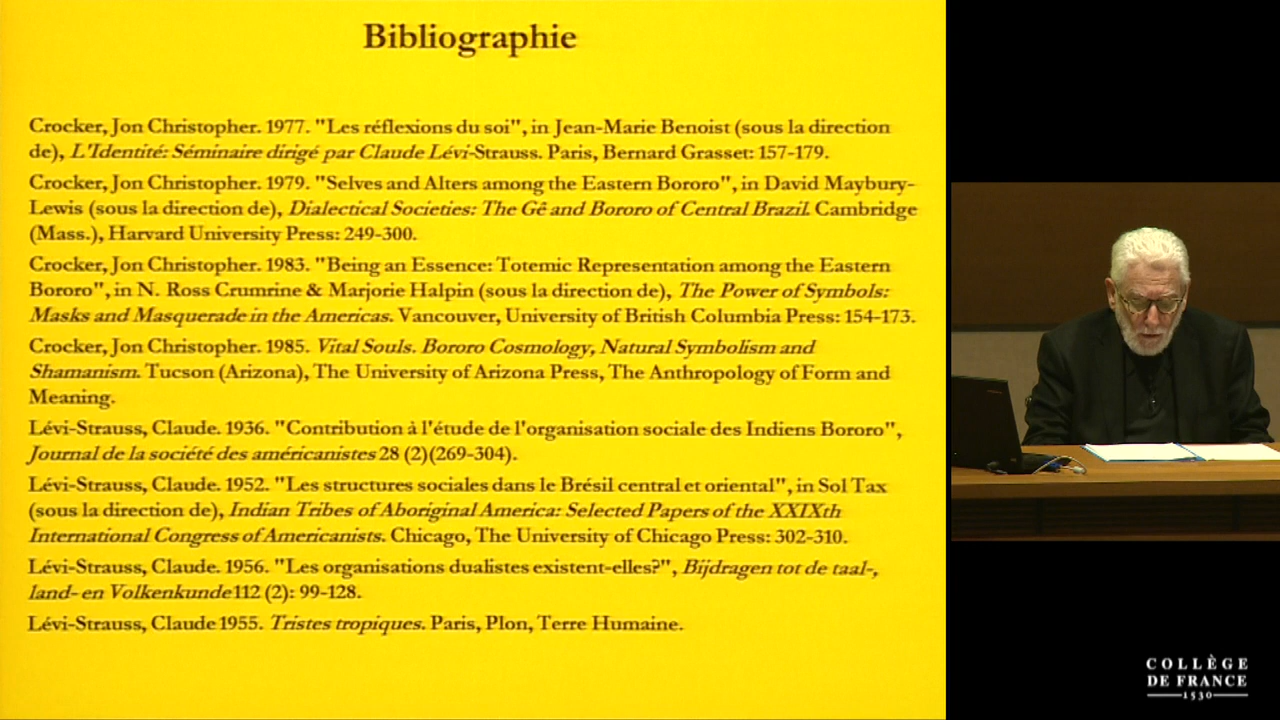 Bibliographie
Crocker, Jon Christopher. 1977. "Les réflexions du soi", in Jean-Marie Benoist (sous la direction
de), L'Identité: Séminaire dirigé par Claude Lévi-Strauss. Paris, Bernard Grasset: 157-179.
Crocker, Jon Christopher. 1979. "Selves and Alters among the Eastern Bororo", in David Maybury-
Lewis (sous la direction de), Dialectical Societies: The Gê and Bororo of Central Brazil. Cambridge
(Mass.), Harvard University Press: 249-300.
Crocker, Jon Christopher. 1983. "Being an Essence: Totemic Representation among the Eastern
Bororo", in N. Ross Crumrine & Marjorie Halpin (sous la direction de), The Power of Symbols:
Masks and Masquerade in the Americas. Vancouver, University of British Columbia Press: 154-173.
Crocker, Jon Christopher. 1985. Vital Souls. Bororo Cosmology, Natural Symbolism and
Shamanism. Tucson (Arizona), The University of Arizona Press, The Anthropology of Form and
Meaning.
Lévi-Strauss, Claude. 1936. "Contribution à l'étude de l'organisation sociale des Indiens Bororo",
Journal de la société des américanistes 28 (2)(269-304).
Lévi-Strauss, Claude. 1952. "Les structures sociales dans le Brésil central et oriental", in Sol Tax
(sous la direction de), Indian Tribes of Aboriginal America: Selected Papers of the XXIXth
International Congress of Americanists. Chicago, The University of Chicago Press: 302-310.
Lévi-Strauss, Claude. 1956. "Les organisations dualistes existent-elles?", Bijdragen tot de taal-,
land- en Volkenkunde 112 (2): 99-128.
Lévi-Strauss, Claude 1955. Tristes tropiques. Paris, Plon, Terre Humaine.
COLLÈGE
DE FRANCE
1530